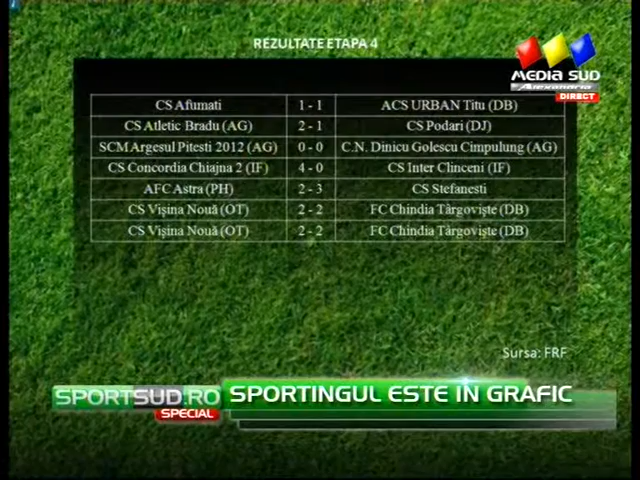 REZULTATE ETAPA 4
MEDIA SUD
Alexandria
DIRECT
CS Afumati 1 - 1 ACS URBAN Titu (DB)
CS Atletic Bradu (AG) 2 - 1 CS Podari (DJ)
SCM Argesul Pitesti 2012 (AG) 0 - 0 C.N. Dinicu Golescu Cimpulung (AG)
CS Concordia Chiajna 2 (IF) 4 - 0 CS Inter Clinceni (IF)
AFC Astra (PH) 2 - 3 CS Stefanesti
CS Vișina Nouă (OT) 2 - 2 FC Chindia Târgoviște (DB)
CS Vișina Nouă (OT) 2 - 2 FC Chindia Târgoviște (DB)
Sursa: FRF
SPORTSUD.RO
SPECIAL
SPORTINGUL ESTE IN GRAFIC